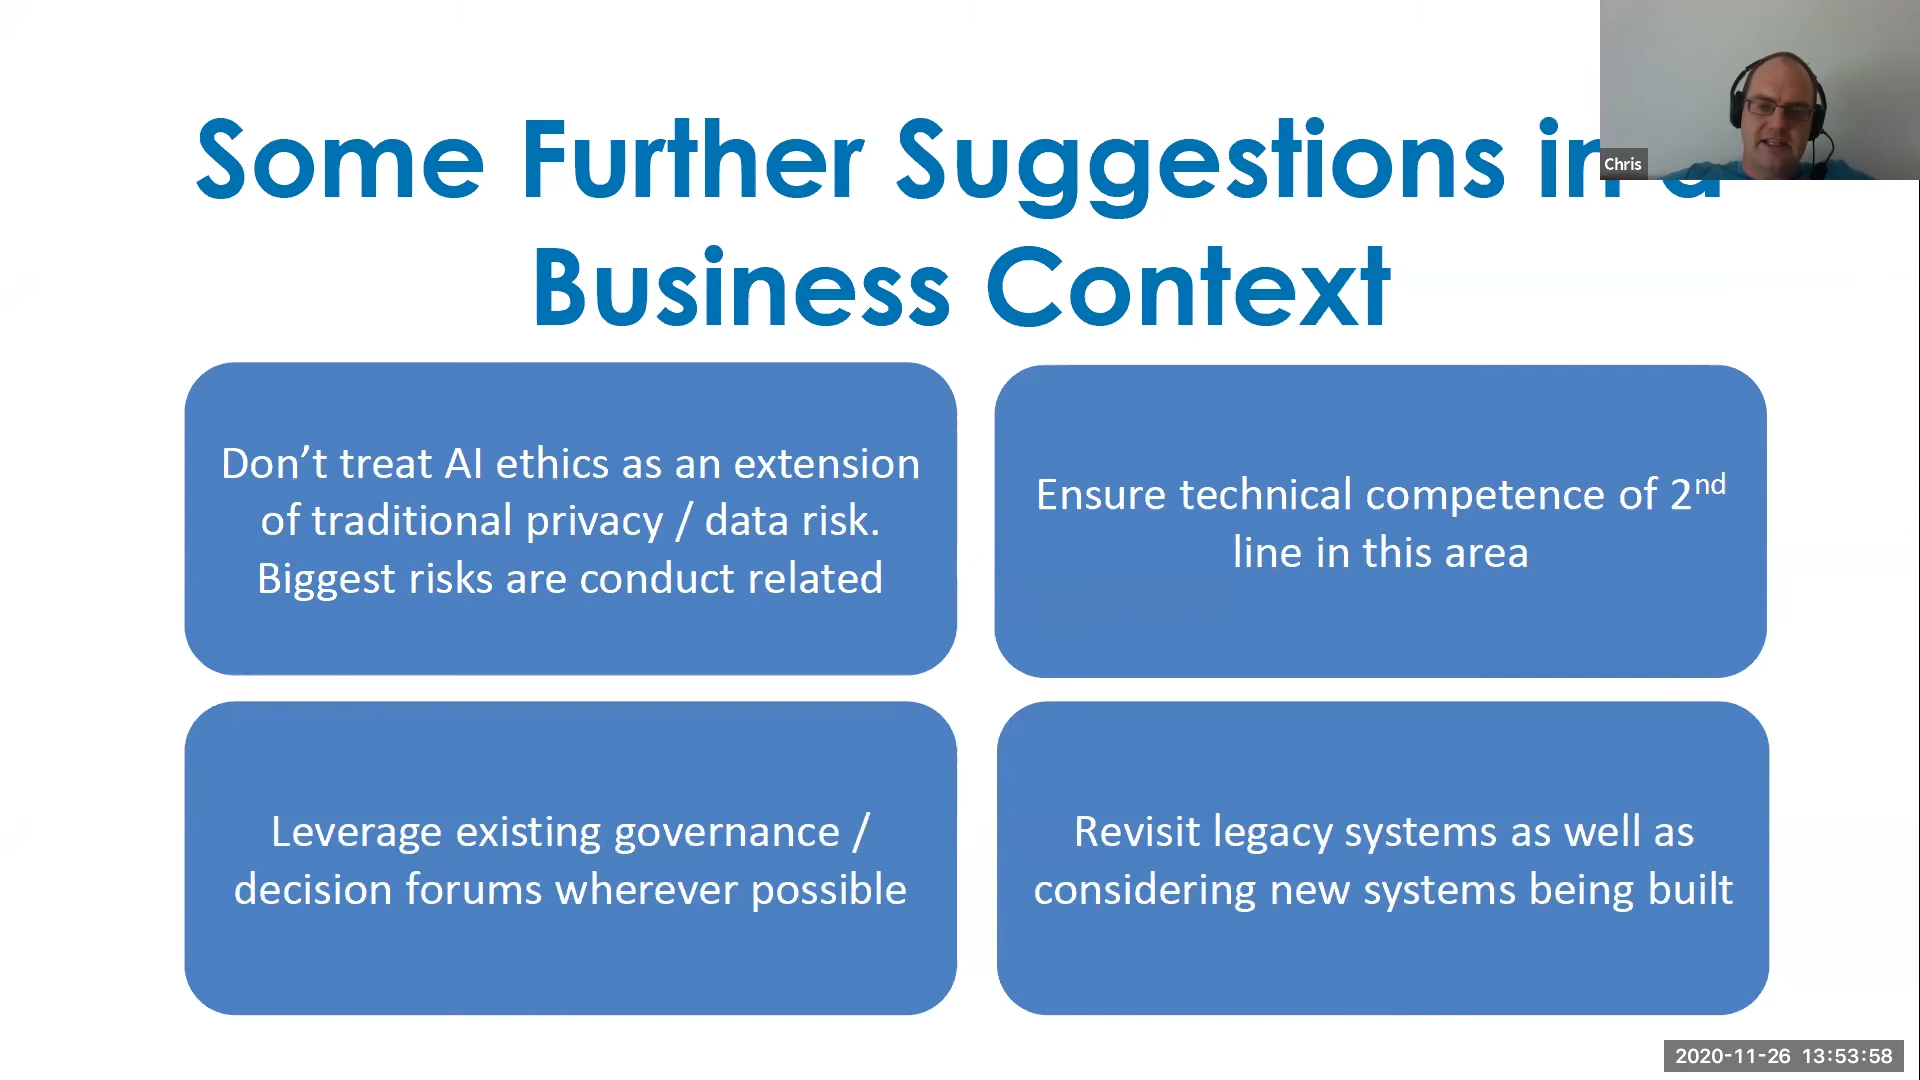 Some Further Suggestions in a
Business Context
Chris
Don’t treat AI ethics as an extension
of traditional privacy / data risk.
Biggest risks are conduct related
Ensure technical competence of 2nd
line in this area
Leverage existing governance /
decision forums wherever possible
Revisit legacy systems as well as
considering new systems being built
2020-11-26 13:53:58